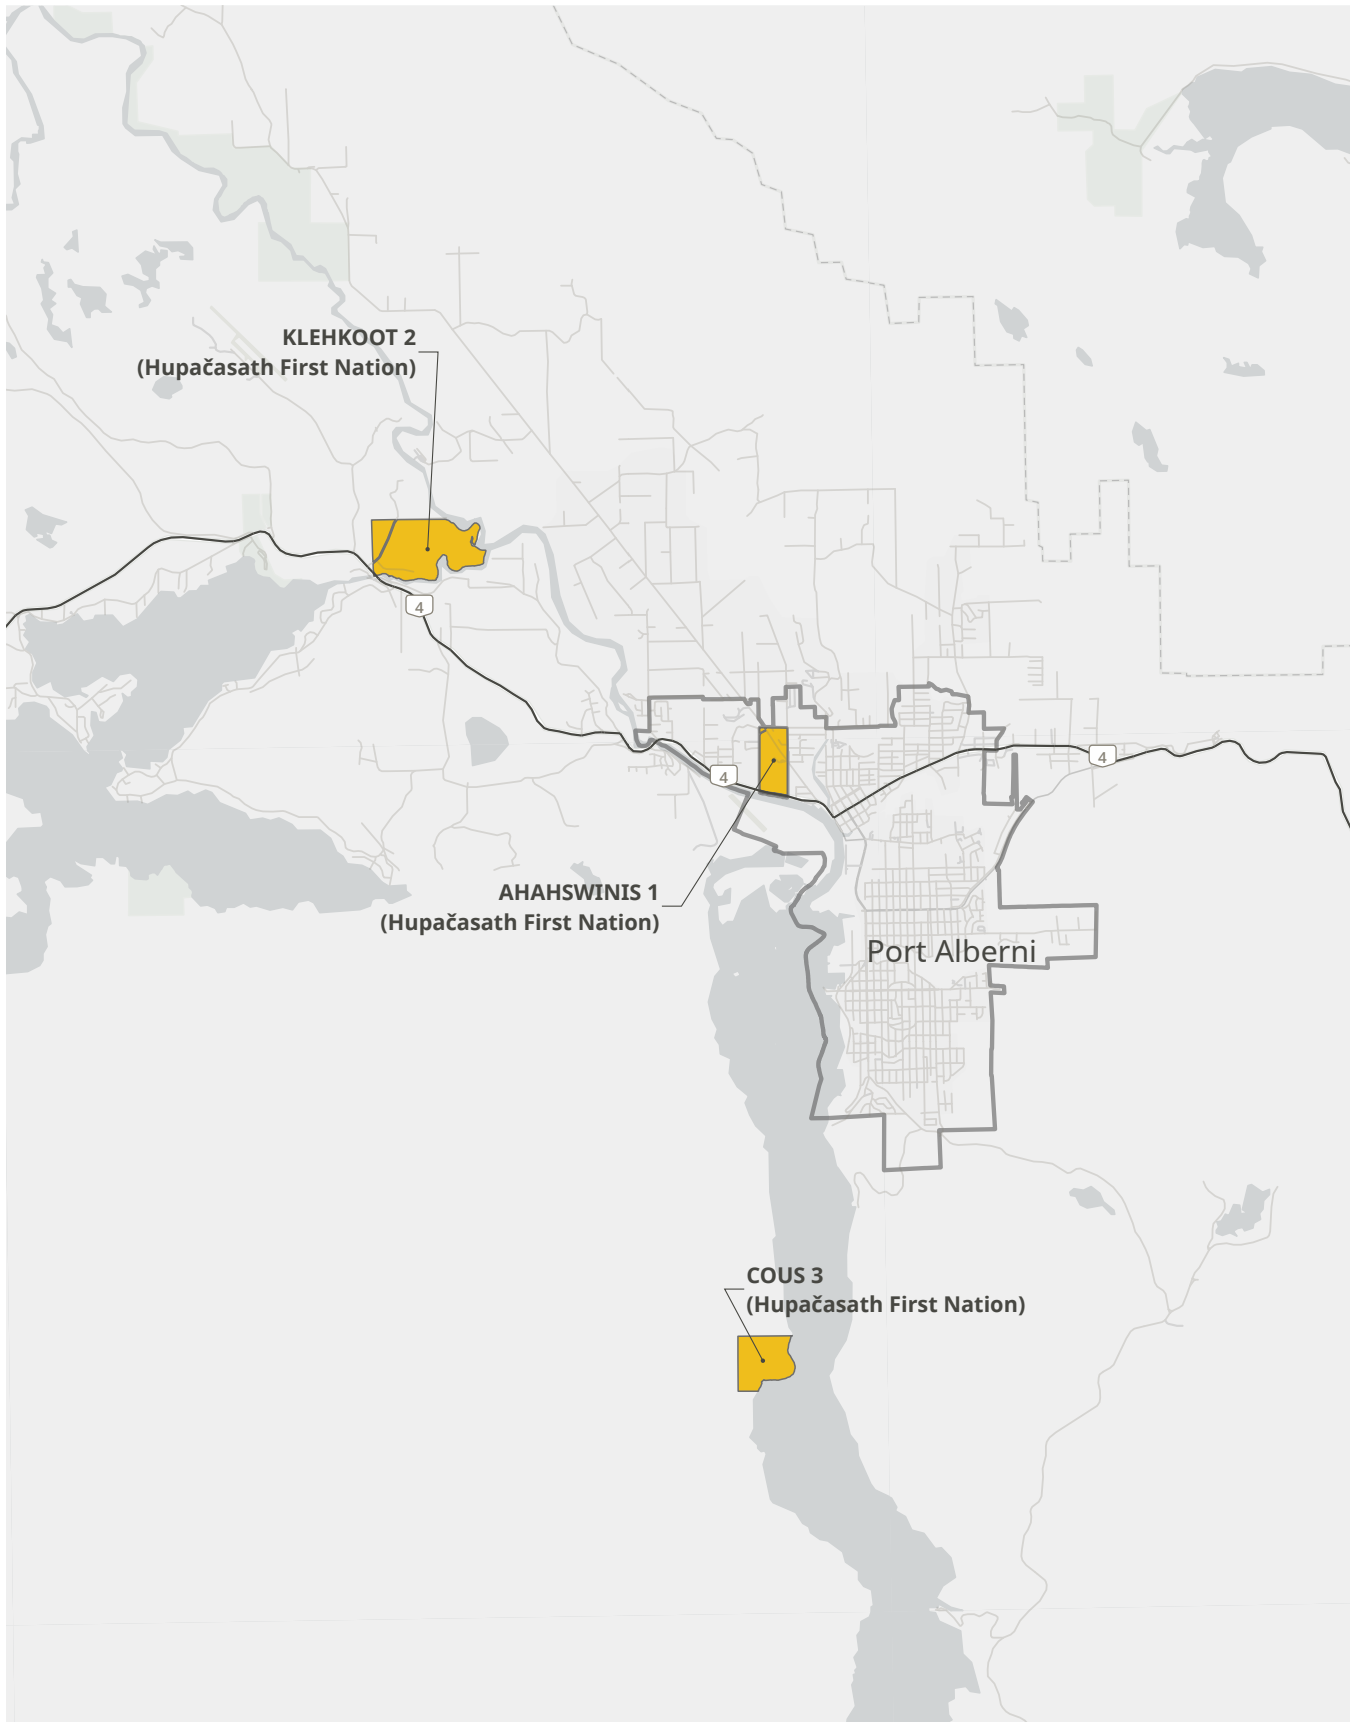 KLEHKOOT 2
(Hupačasath First Nation)
4
4
4
AHAHSWINIS 1
(Hupačasath First Nation)
Port Alberni
COUS 3
(Hupačasath First Nation)